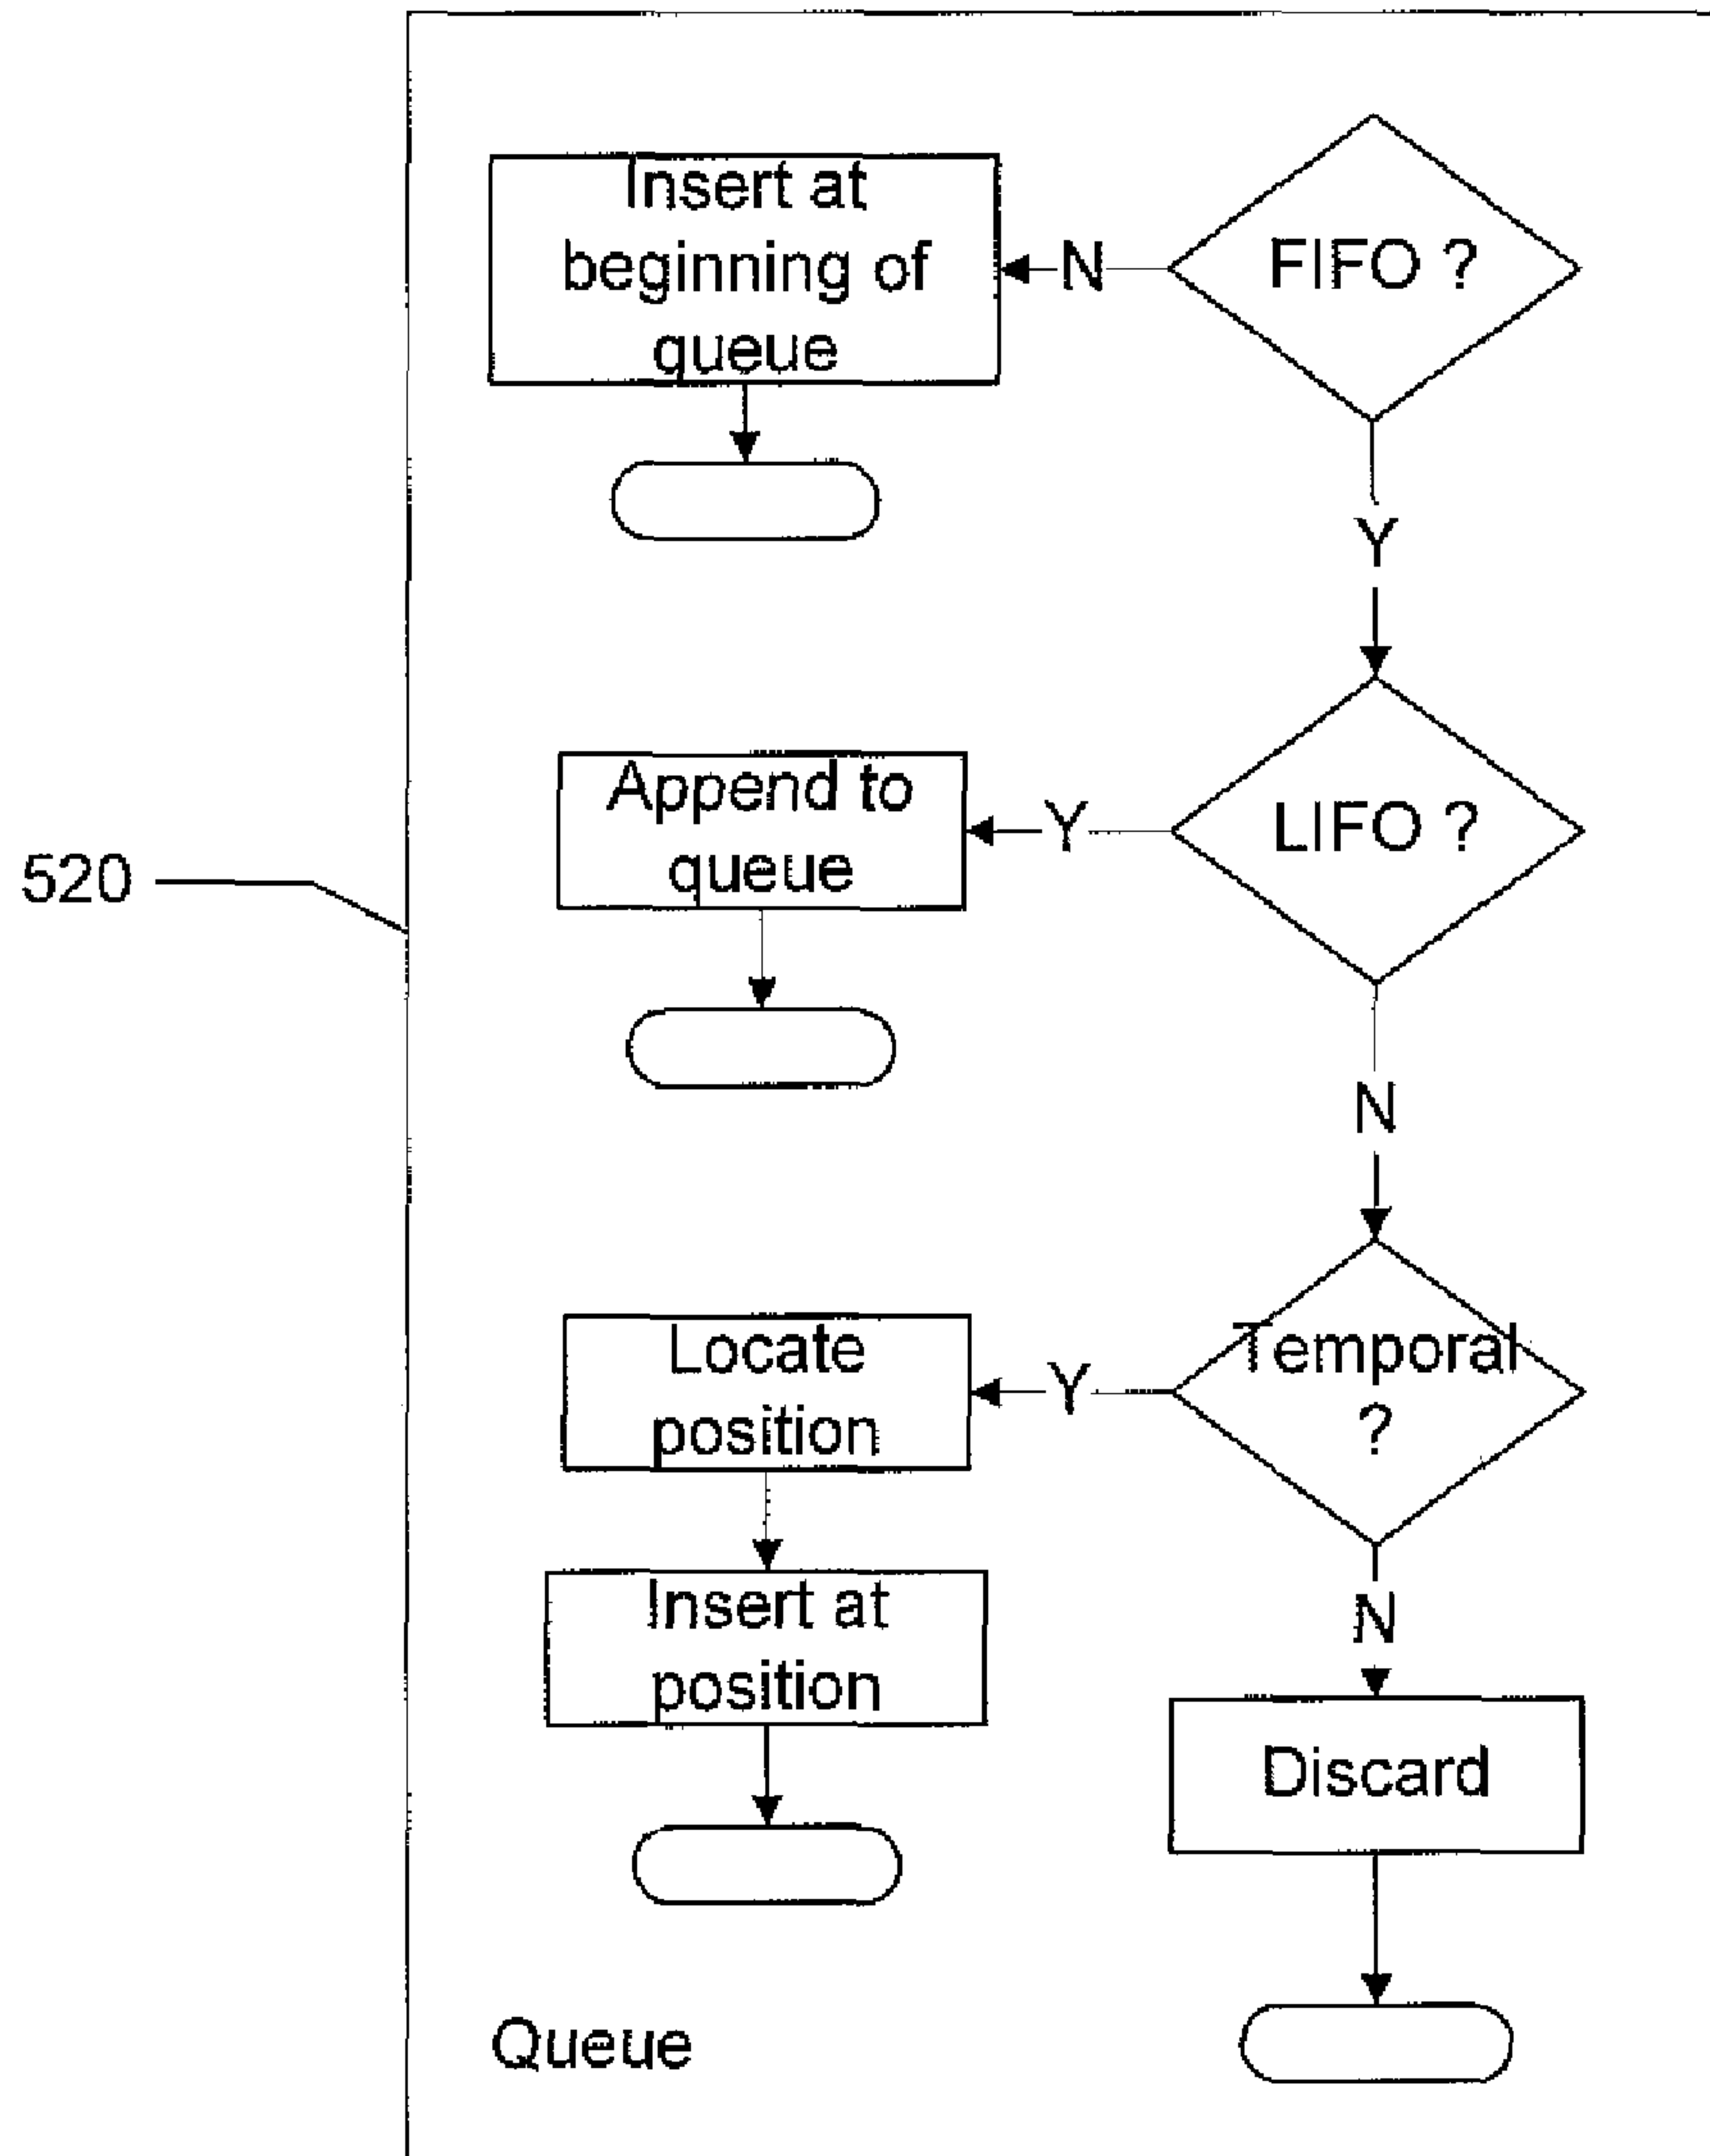 Insert at
beginning of
queue
N
FIFO ?
Y
Append to
queue
Y
LIFO ?
520
N
Locate
position
Y
Temporal
?
Insert at
position
N
Discard
Queue